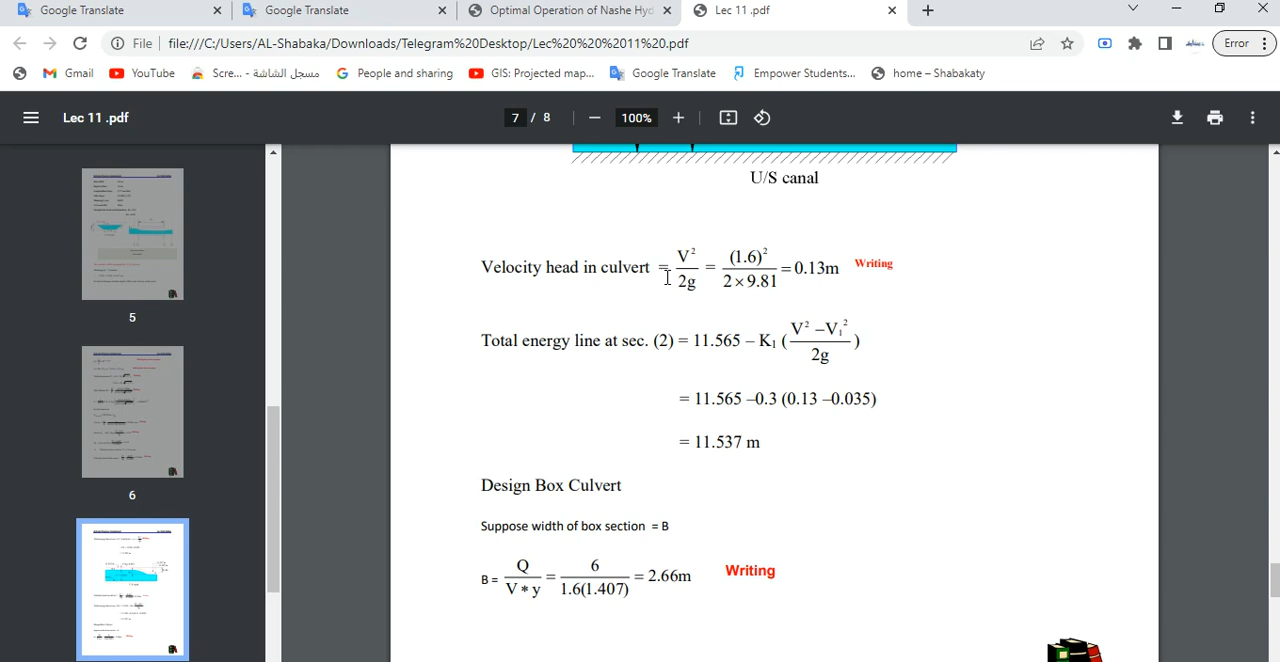 Google Translate
Google Translate
Optimal Operation of Nashe Hyd
Lec 11 .pdf
File
file:///C:/Users/AL-Shabaka/Downloads/Telegram%20Desktop/Lec%20%20%2011%20.pdf
Error
Gmail
YouTube
Scre... - مسجل الشاشة
People and sharing
GIS: Projected map...
Google Translate
Empower Students...
home – Shabakaty
Lec 11 .pdf
7 / 8
100%
5
6
U/S canal
Velocity head in culvert = V²/2g = (1.6)²/2×9.81 = 0.13m Writing
Total energy line at sec. (2) = 11.565 – K₁ (V² –V₁²/2g)
= 11.565 –0.3 (0.13 –0.035)
= 11.537 m
Design Box Culvert
Suppose width of box section = B
B = Q/V * y = 6/1.6(1.407) = 2.66m Writing